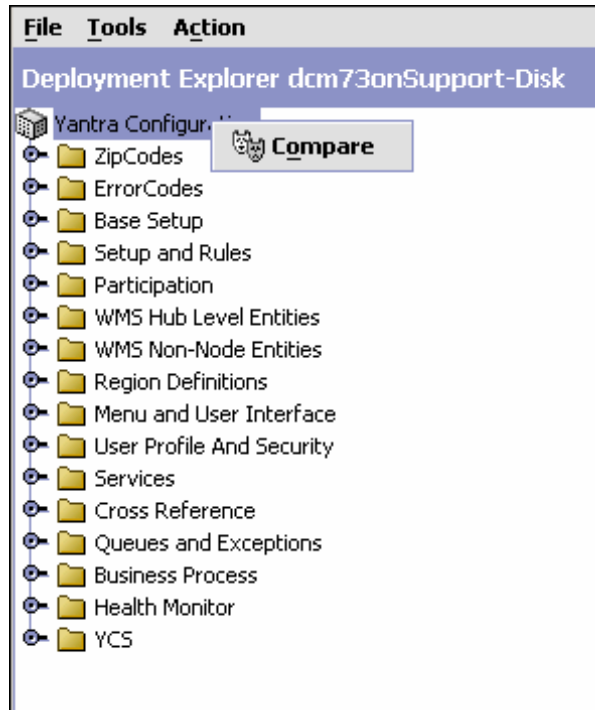 File Tools Action
Deployment Explorer dcm73onSupport-Disk
Yantra
Compare
ZipCodes
ErrorCodes
Base Setup
Setup and Rules
Participation
WMS Hub Level Entities
WMS Non-Node Entities
Region Definitions
Menu and User Interface
User Profile And Security
Services
Cross Reference
Queues and Exceptions
Business Process
Health Monitor
YCS